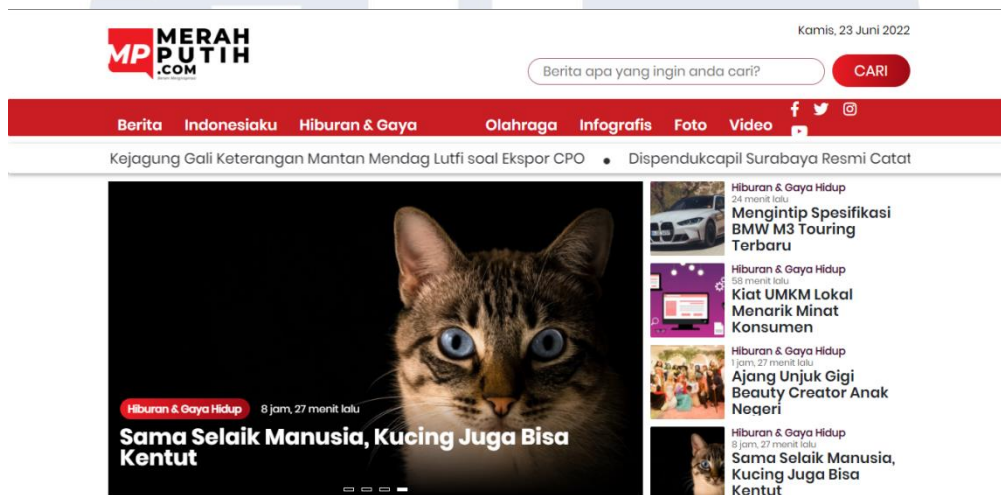 MERAH
PUTIH
.COM
MP
Kamis, 23 Juni 2022
Berita apa yang ingin anda cari?
CARI
Berita Indonesiaku Hiburan & Gaya Olahraga Infografis Foto Video
Kejagung Gali Keterangan Mantan Mendag Lutfi soal Ekspor CPO • Dispendukcapil Surabaya Resmi Catat
Hiburan & Gaya Hidup 8 jam, 27 menit lalu
Sama Selaik Manusia, Kucing Juga Bisa
Kentut
Hiburan & Gaya Hidup
24 menit lalu
Mengintip Spesifikasi
BMW M3 Touring
Terbaru
Hiburan & Gaya Hidup
58 menit lalu
Kiat UMKM Lokal
Menarik Minat
Konsumen
Hiburan & Gaya Hidup
1 jam, 27 menit lalu
Ajang Unjuk Gigi
Beauty Creator Anak
Negeri
Hiburan & Gaya Hidup
8 jam, 27 menit lalu
Sama Selaik Manusia,
Kucing Juga Bisa
Kentut